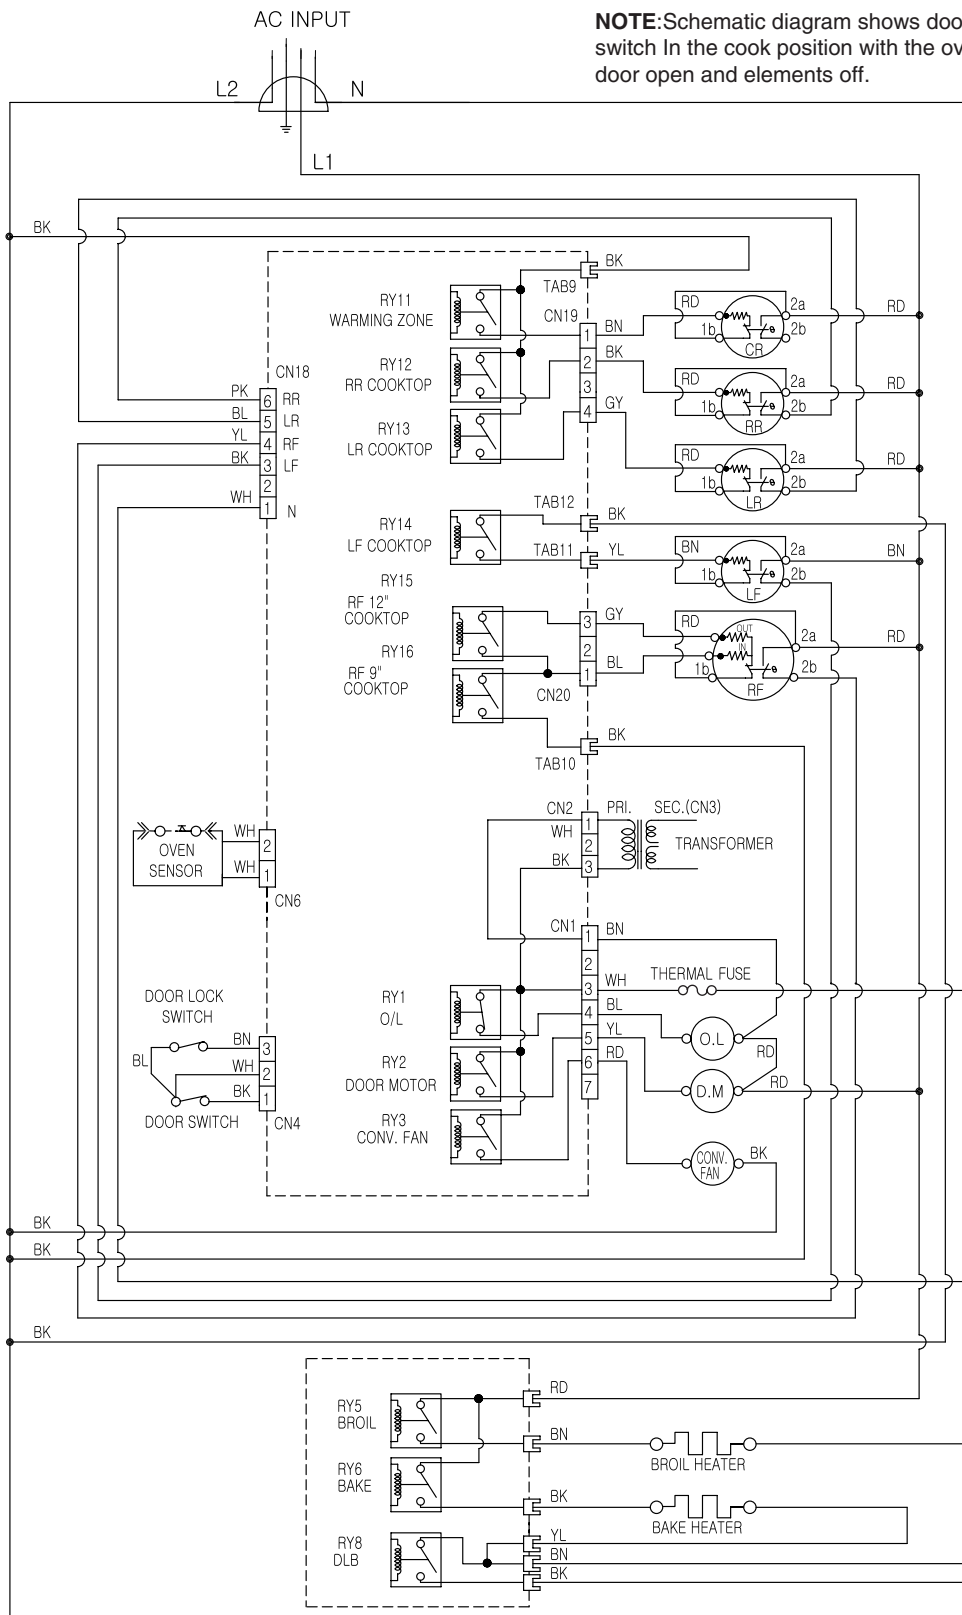 AC INPUT
NOTE:Schematic diagram shows doo
switch In the cook position with the ov
door open and elements off.
L2
N
L1
BK
BK
TAB9
RY11
WARMING ZONE
CN19
1
2
3
4
BN
BK
GY
RD
1b
2a
2b
CR
RD
RY12
RR COOKTOP
RD
1b
2a
2b
RR
RD
RY13
LR COOKTOP
RD
1b
2a
2b
LR
RD
CN18
PK
6
RR
BL
5
LR
YL
4
RF
BK
3
LF
2
WH
1
N
TAB12
BK
RY14
LF COOKTOP
TAB11
YL
BN
1b
2a
2b
LF
BN
RY15
RF 12"
COOKTOP
3
2
1
GY
BL
RD
OUT
IN
1b
2a
2b
RF
RD
RY16
RF 9"
COOKTOP
CN20
TAB10
BK
CN2
PRI.
SEC.(CN3)
WH
1
2
3
BK
TRANSFORMER
OVEN
SENSOR
WH
2
WH
1
CN6
CN1
1
2
3
4
5
6
7
BN
WH
BL
YL
RD
THERMAL FUSE
DOOR LOCK
SWITCH
BL
BN
3
WH
2
BK
1
CN4
DOOR SWITCH
RY1
O/L
RY2
DOOR MOTOR
RY3
CONV. FAN
O.L
RD
D.M
RD
CONV.
FAN
BK
BK
BK
BK
RY5
BROIL
RD
BN
BROIL HEATER
RY6
BAKE
BK
BAKE HEATER
RY8
DLB
YL
BN
BK